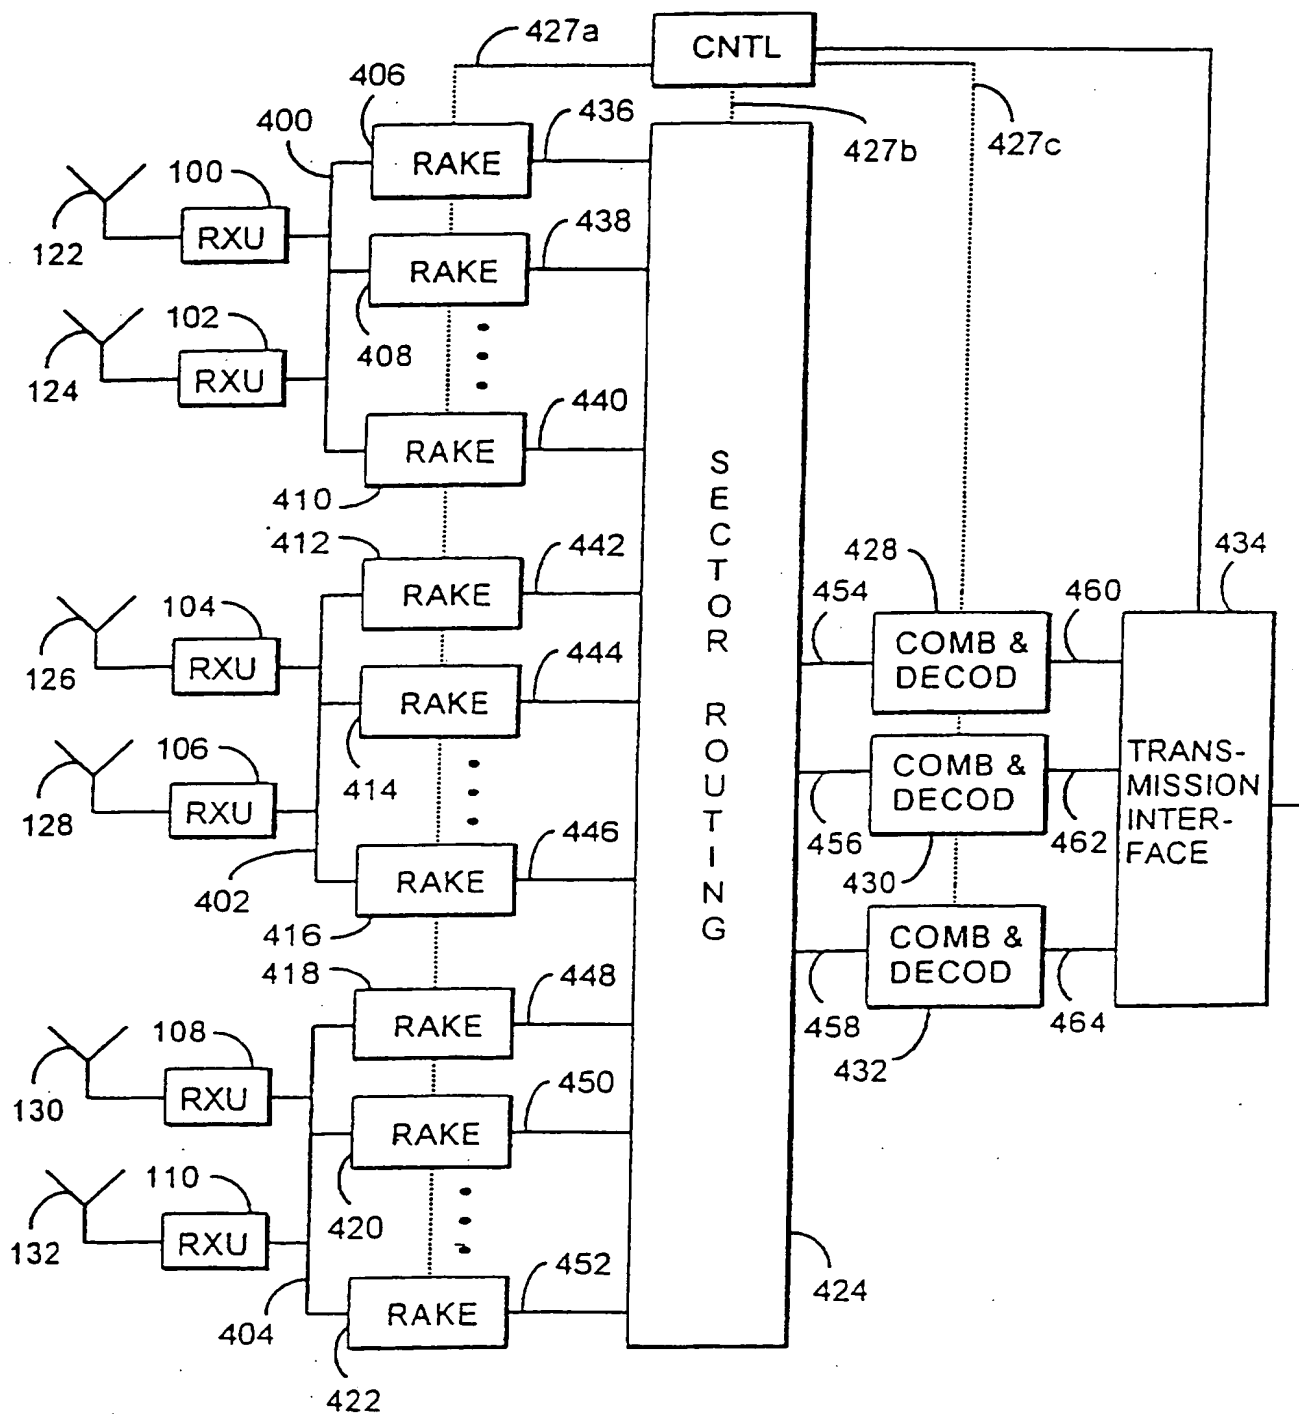 427a
CNTL
406
436
400
RAKE
427b
427c
100
RXU
122
438
RAKE
408
102
RXU
124
440
RAKE
410
SECTOR ROUTING
412
442
RAKE
428
434
104
RXU
126
454
COMB &
DECOD
460
444
RAKE
414
106
RXU
128
COMB &
DECOD
456
462
430
TRANS-
MISSION
INTER-
FACE
446
RAKE
402
416
COMB &
DECOD
458
464
432
418
448
RAKE
108
RXU
130
450
RAKE
420
110
RXU
132
452
RAKE
404
422
424